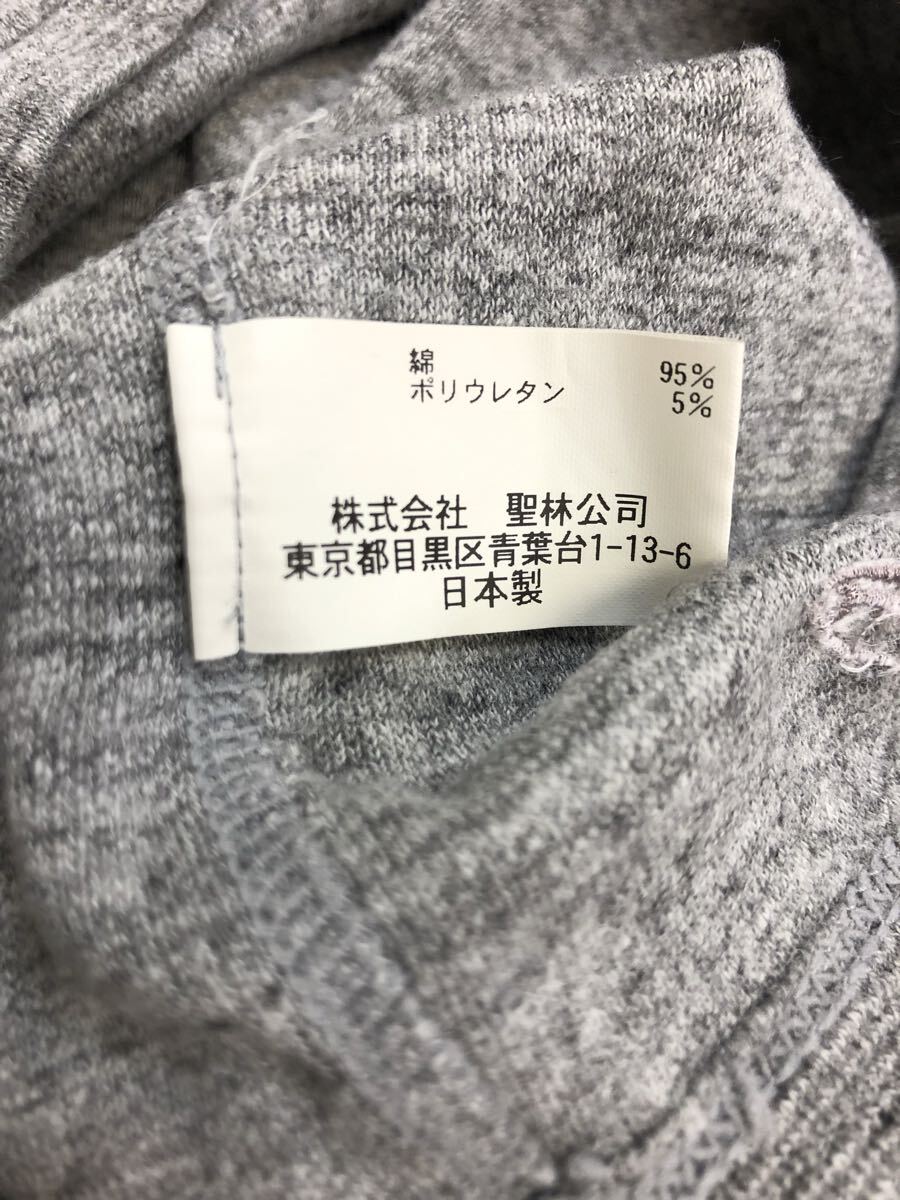 綿 95%
ポリウレタン 5%
株式会社 聖林公司
東京都目黒区青葉台1-13-6
日本製